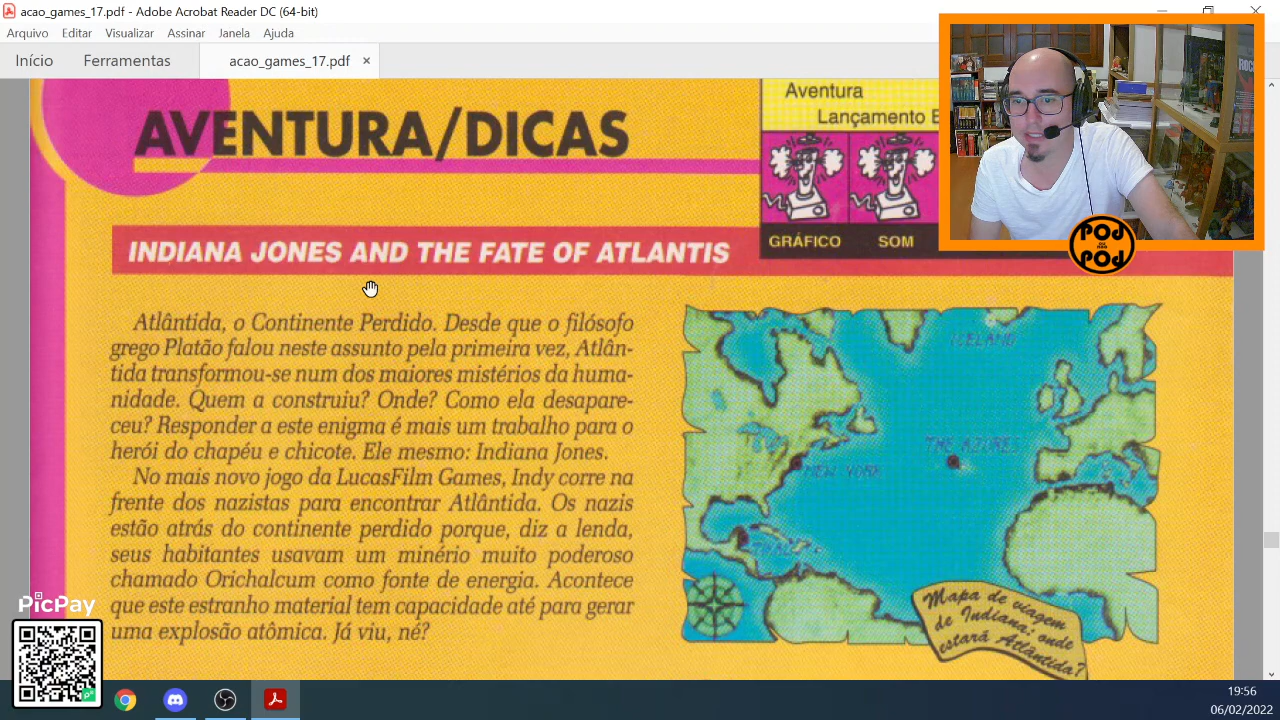 acao_games_17.pdf - Adobe Acrobat Reader DC (64-bit)
Arquivo Editar Visualizar Assinar Janela Ajuda
Início Ferramentas acao_games_17.pdf ×
AVENTURA/DICAS
Aventura
Lançamento
GRÁFICO SOM
POD
POD
INDIANA JONES AND THE FATE OF ATLANTIS
Atlântida, o Continente Perdido. Desde que o filósofo
grego Platão falou neste assunto pela primeira vez, Atlân-
tida transformou-se num dos maiores mistérios da huma-
nidade. Quem a construiu? Onde? Como ela desapare-
ceu? Responder a este enigma é mais um trabalho para o
herói do chapéu e chicote. Ele mesmo: Indiana Jones.
No mais novo jogo da LucasFilm Games, Indy corre na
frente dos nazistas para encontrar Atlântida. Os nazis
estão atrás do continente perdido porque, diz a lenda,
seus habitantes usavam um minério muito poderoso
chamado Orichalcum como fonte de energia. Acontece
que este estranho material tem capacidade até para gerar
uma explosão atômica. Já viu, né?
ICELAND
THE AZORES
NEW YORK
Mapa de viagem
de Indiana: onde
estará Atlântida?
PicPay
19:56
06/02/2022